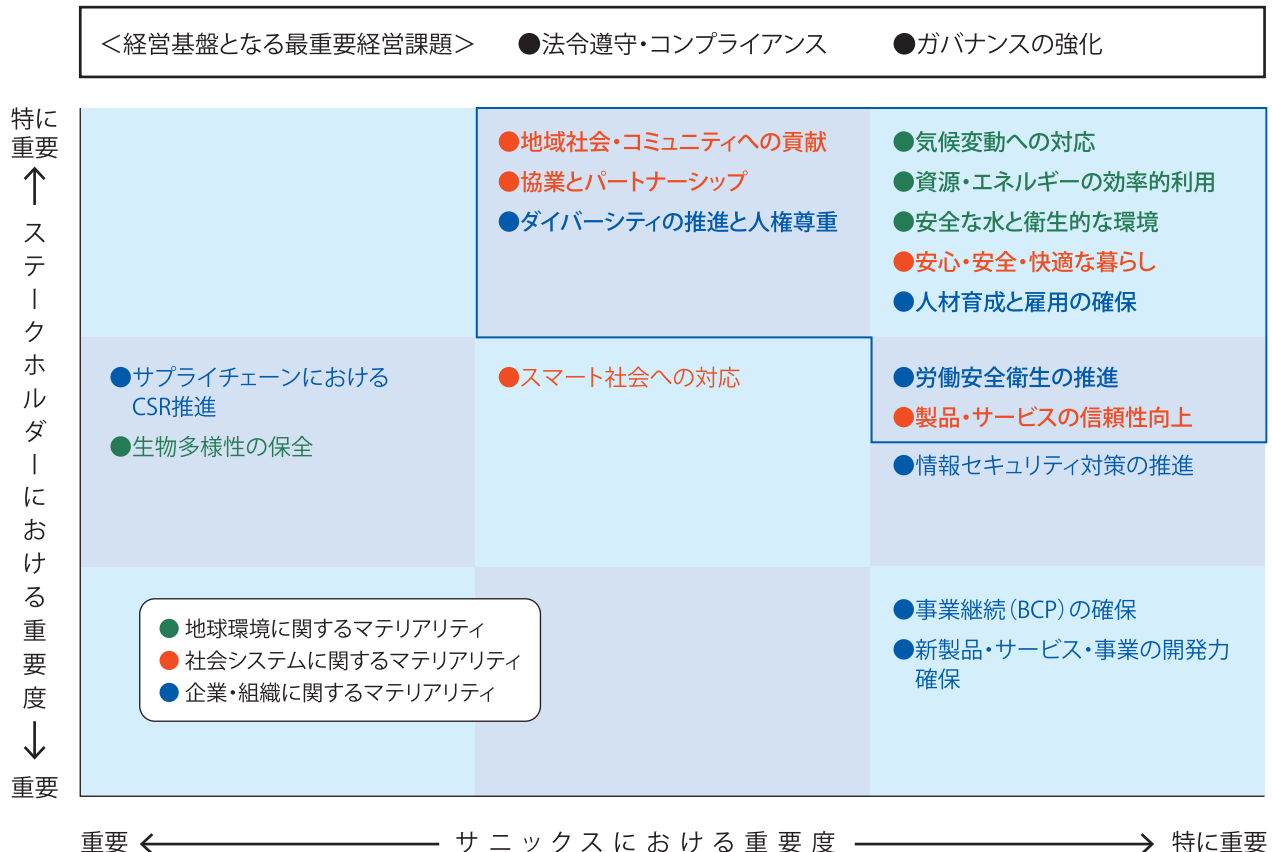 ＜経営基盤となる最重要経営課題＞ ●法令遵守・コンプライアンス ●ガバナンスの強化
特に
重要
ステークホルダーにおける重要度
重要
●地域社会・コミュニティへの貢献
●協業とパートナーシップ
●ダイバーシティの推進と人権尊重
●気候変動への対応
●資源・エネルギーの効率的利用
●安全な水と衛生的な環境
●安心・安全・快適な暮らし
●人材育成と雇用の確保
●サプライチェーンにおける
CSR推進
●生物多様性の保全
●スマート社会への対応
●労働安全衛生の推進
●製品・サービスの信頼性向上
●情報セキュリティ対策の推進
●地球環境に関するマテリアリティ
●社会システムに関するマテリアリティ
●企業・組織に関するマテリアリティ
●事業継続（BCP）の確保
●新製品・サービス・事業の開発力
確保
重要 サニックスにおける重要度 特に重要